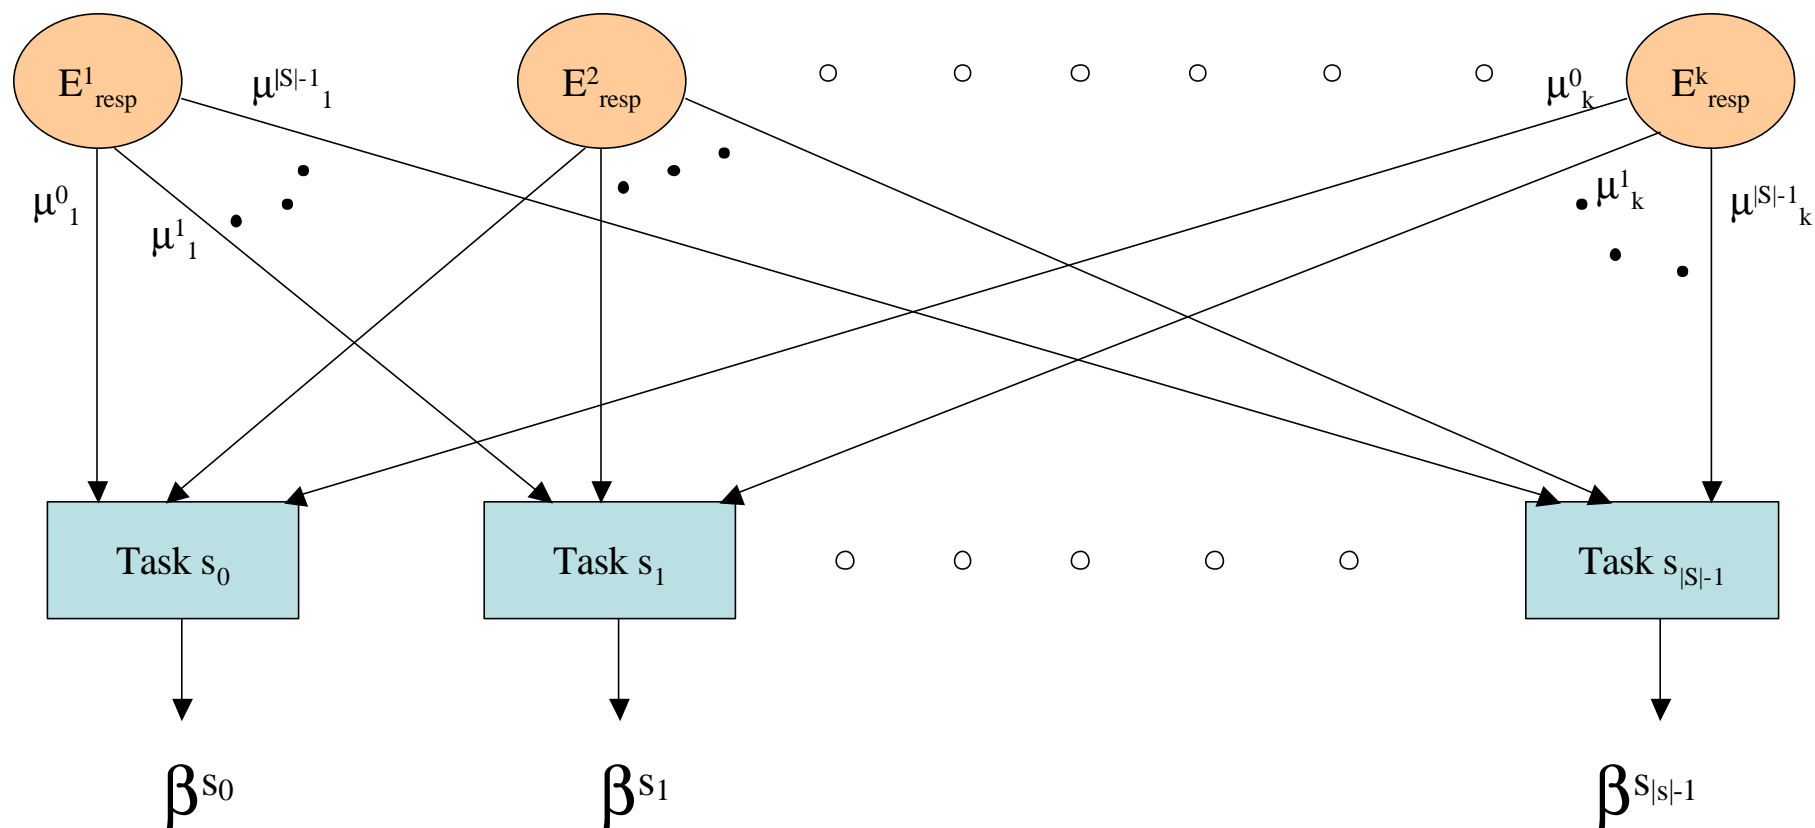 E¹resp μ|S|-1₁ E²resp μ⁰k Eᵏresp
μ⁰₁ μ¹₁ μ¹k μ|S|-1k
Task s₀ Task s₁ Task s|S|-1
βs₀ βs₁ βs|s|-1